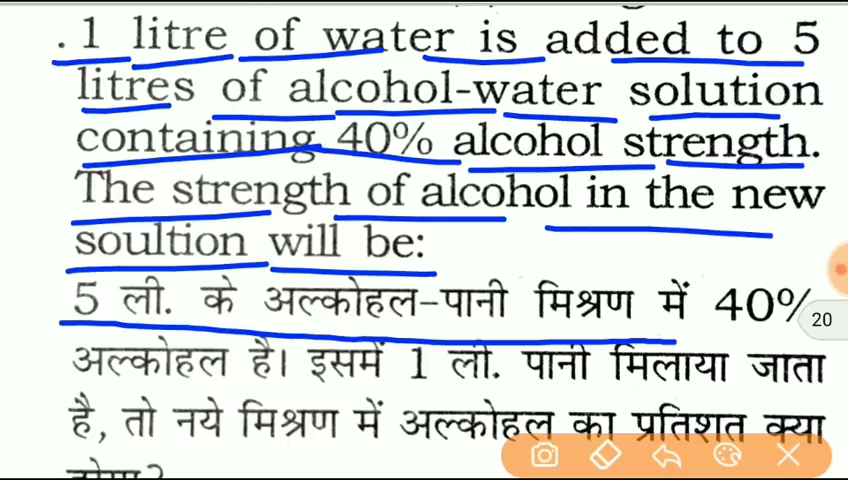 . 1 litre of water is added to 5
litres of alcohol-water solution
containing 40% alcohol strength.
The strength of alcohol in the new
soultion will be:
5 ली. के अल्कोहल-पानी मिश्रण में 40%
20
अल्कोहल है। इसमें 1 ली. पानी मिलाया जाता
है, तो नये मिश्रण में अल्कोहल का प्रतिशत क्या